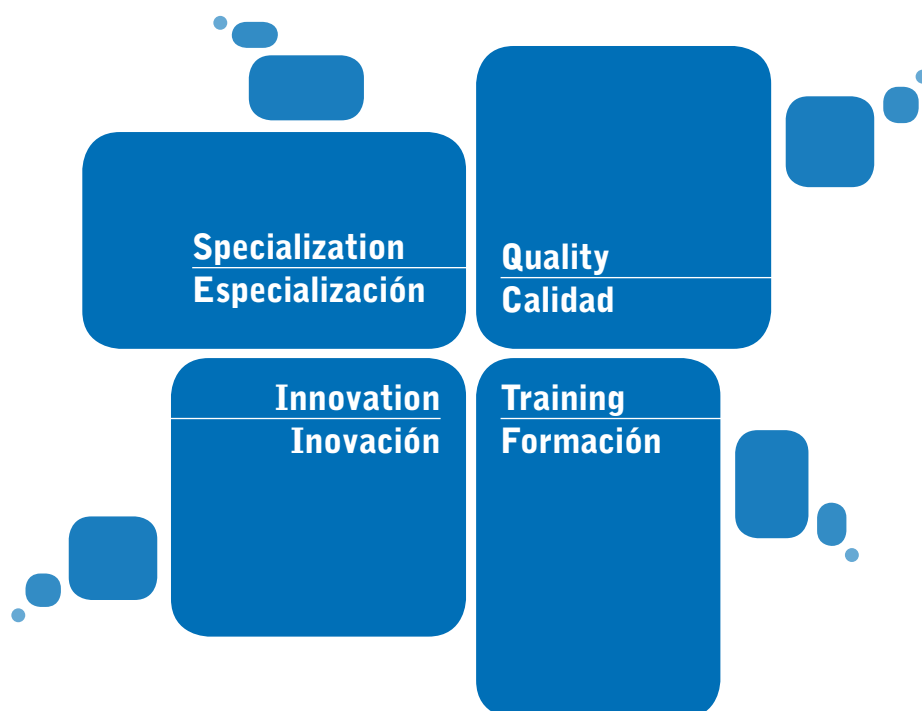 Specialization
Especialización
Quality
Calidad
Innovation
Inovación
Training
Formación